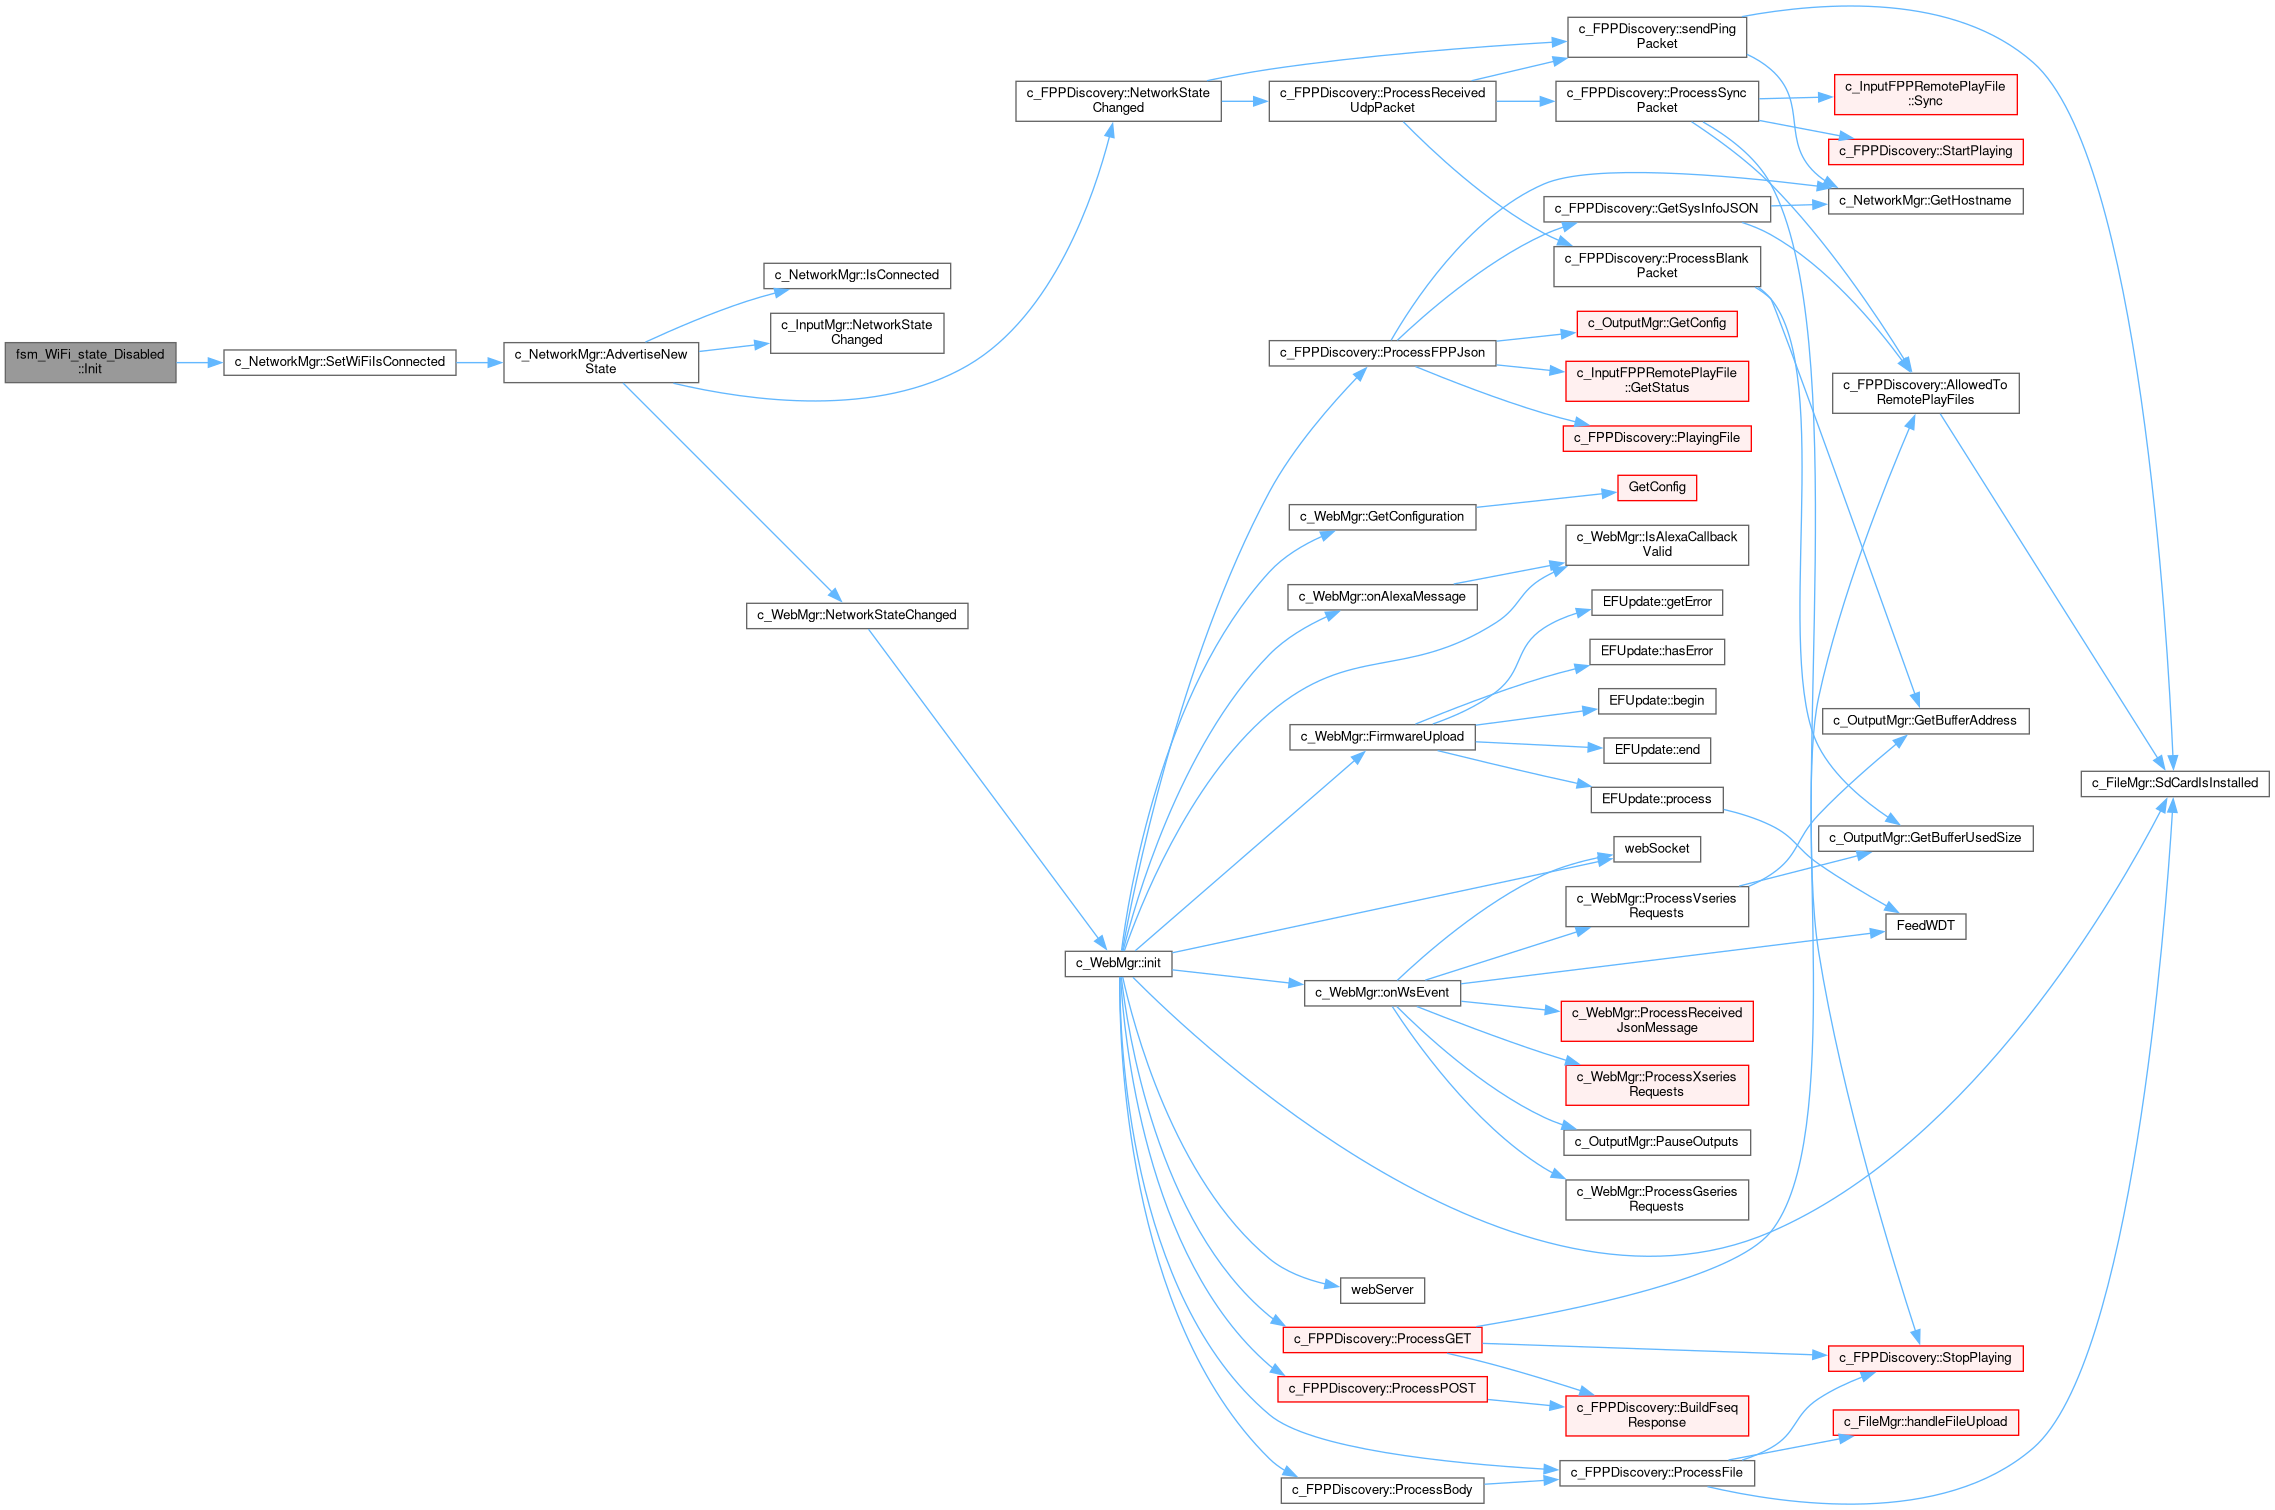 fsm_WiFi_state_Disabled
::Init
c_NetworkMgr::SetWiFiIsConnected
c_NetworkMgr::AdvertiseNew
State
c_NetworkMgr::IsConnected
c_InputMgr::NetworkState
Changed
c_WebMgr::NetworkStateChanged
c_FPPDiscovery::NetworkState
Changed
c_WebMgr::init
c_FPPDiscovery::ProcessReceived
UdpPacket
c_FPPDiscovery::ProcessFPPJson
c_WebMgr::GetConfiguration
c_WebMgr::onAlexaMessage
c_WebMgr::FirmwareUpload
c_WebMgr::onWsEvent
webServer
c_FPPDiscovery::ProcessGET
c_FPPDiscovery::ProcessPOST
c_FPPDiscovery::ProcessBody
c_FPPDiscovery::sendPing
Packet
c_FPPDiscovery::ProcessSync
Packet
c_FPPDiscovery::GetSysInfoJSON
c_FPPDiscovery::ProcessBlank
Packet
c_OutputMgr::GetConfig
c_InputFPPRemotePlayFile
::GetStatus
c_FPPDiscovery::PlayingFile
GetConfig
c_WebMgr::IsAlexaCallback
Valid
EFUpdate::getError
EFUpdate::hasError
EFUpdate::begin
EFUpdate::end
EFUpdate::process
webSocket
c_WebMgr::ProcessVseries
Requests
c_WebMgr::ProcessReceived
JsonMessage
c_WebMgr::ProcessXseries
Requests
c_OutputMgr::PauseOutputs
c_WebMgr::ProcessGseries
Requests
c_FPPDiscovery::BuildFseq
Response
c_FPPDiscovery::ProcessFile
c_InputFPPRemotePlayFile
::Sync
c_FPPDiscovery::StartPlaying
c_NetworkMgr::GetHostname
c_FPPDiscovery::AllowedTo
RemotePlayFiles
c_OutputMgr::GetBufferAddress
c_OutputMgr::GetBufferUsedSize
FeedWDT
c_FPPDiscovery::StopPlaying
c_FileMgr::handleFileUpload
c_FileMgr::SdCardIsInstalled